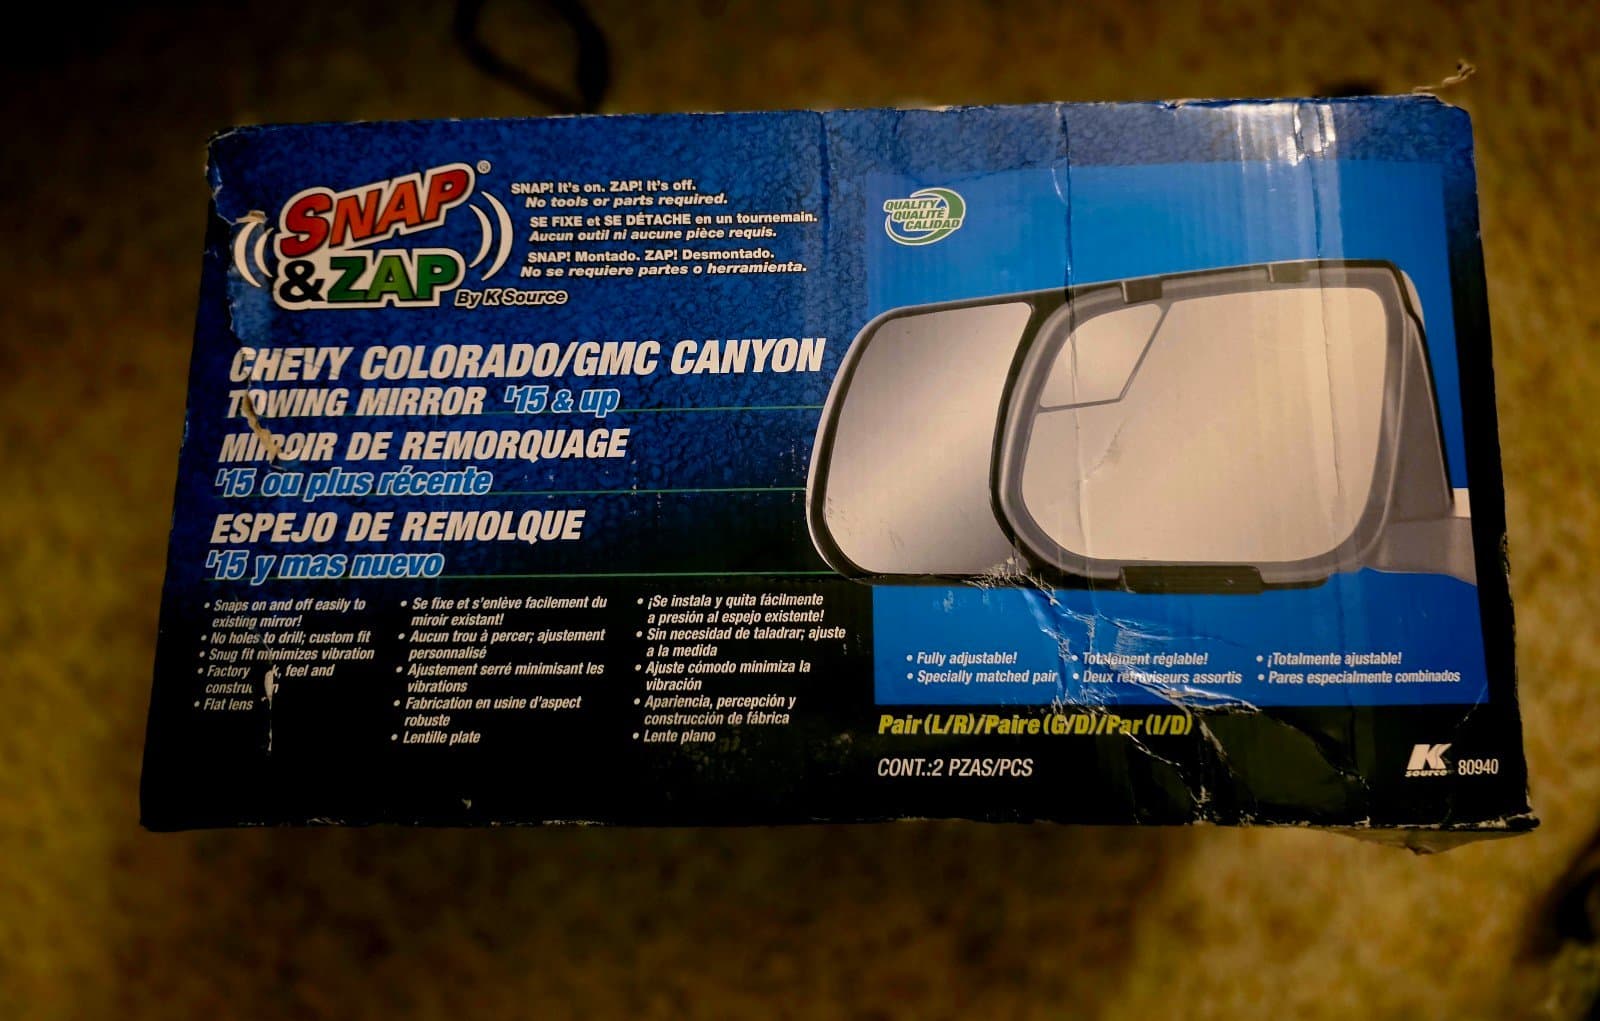 SNAP®
&ZAP
By K Source
SNAP! It's on. ZAP! It's off.
No tools or parts required.
SE FIXE et SE DÉTACHE en un tournemain.
Aucun outil ni aucune pièce requis.
SNAP! Montado. ZAP! Desmontado.
No se requiere partes o herramienta.
QUALITY
QUALITÉ
CALIDAD
CHEVY COLORADO/GMC CANYON
TOWING MIRROR '15 & up
MIROIR DE REMORQUAGE
'15 ou plus récente
ESPEJO DE REMOLQUE
'15 y mas nuevo
• Snaps on and off easily to
existing mirror!
• No holes to drill; custom fit
• Snug fit minimizes vibration
• Factory feel and
• Flat lens
• Se fixe et s'enlève facilement du
miroir existant!
• Aucun trou à percer; ajustement
personnalisé
• Ajustement serré minimisant les
vibrations
• Fabrication en usine d'aspect
robuste
• Lentille plate
• ¡Se instala y quita fácilmente
a presión al espejo existente!
• Sin necesidad de taladrar; ajuste
a la medida
• Ajuste cómodo minimiza la
vibración
• Apariencia, percepción y
construcción de fábrica
• Lente plano
• Fully adjustable!
• Specially matched pair
• Totalement réglable!
• Deux rétroviseurs assortis
• ¡Totalmente ajustable!
• Pares especialmente combinados
Pair (L/R)/Paire (G/D)/Par (I/D)
CONT.:2 PZAS/PCS
K
source
80940